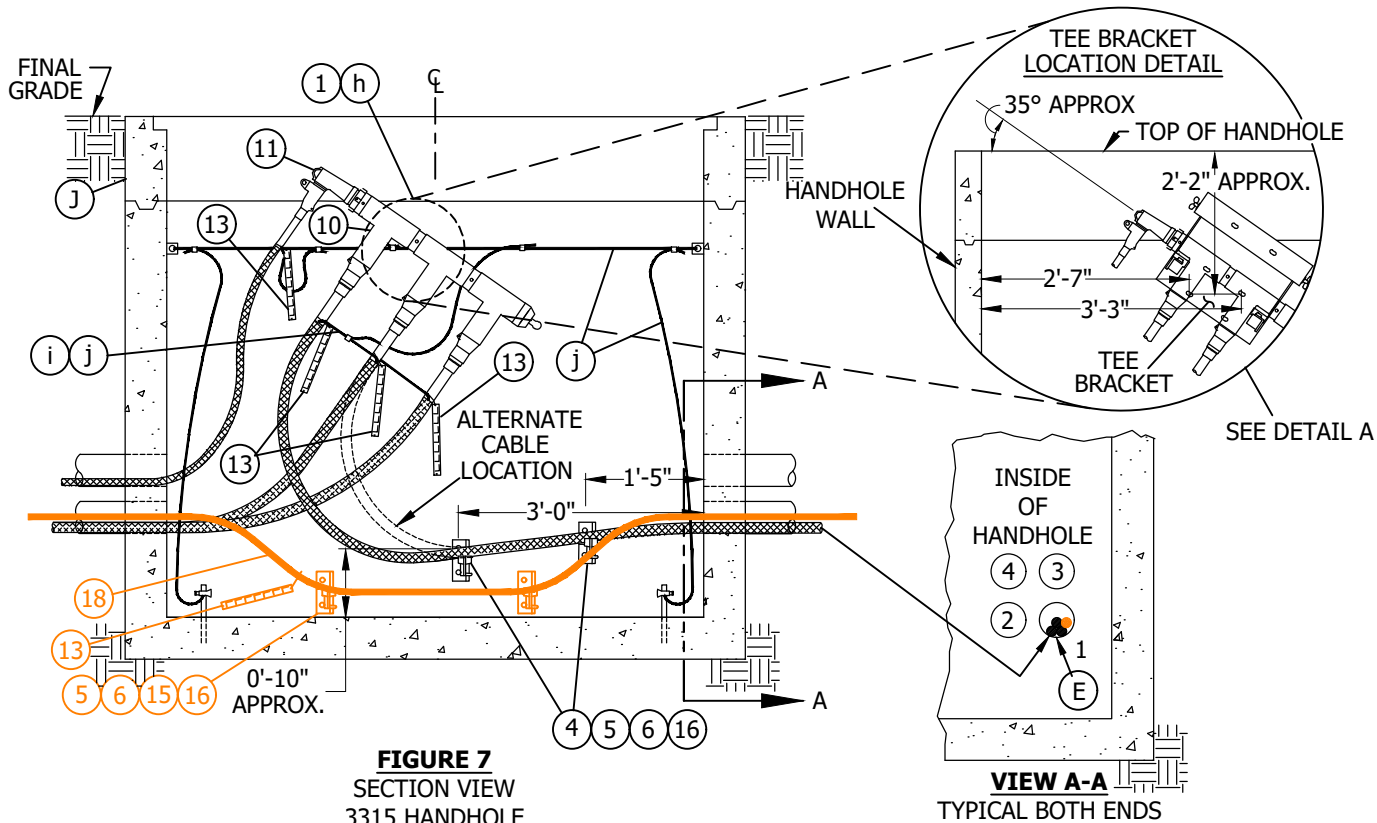 FINAL
GRADE
1 h
℄
11
J
13
10
i j
j
13
13
ALTERNATE
CABLE
LOCATION
1'-5"
3'-0"
A
A
18
13
5 6 15 16
0'-10"
APPROX.
4 5 6 16
FIGURE 7
SECTION VIEW
3315 HANDHOLE
TEE BRACKET
LOCATION DETAIL
35° APPROX
TOP OF HANDHOLE
2'-2" APPROX.
HANDHOLE
WALL
2'-7"
3'-3"
TEE
BRACKET
SEE DETAIL A
INSIDE
OF
HANDHOLE
4 3
2
1
E
VIEW A-A
TYPICAL BOTH ENDS